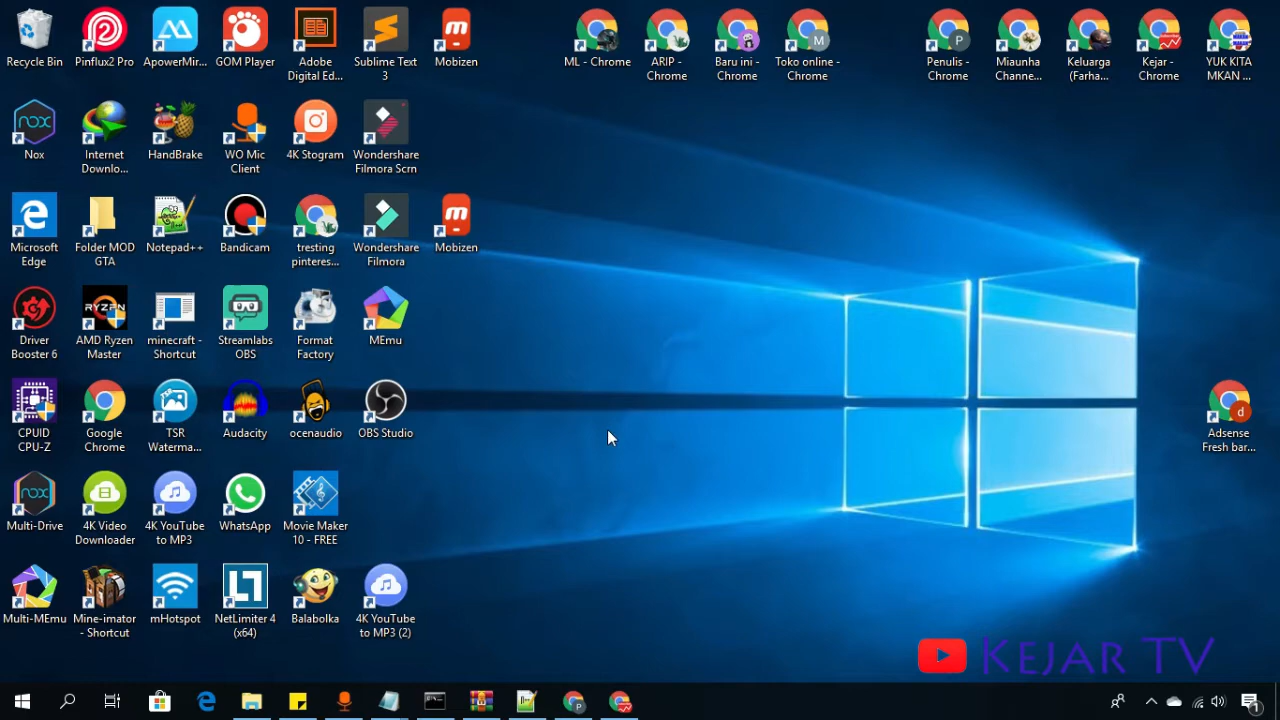 Recycle Bin
Pinflux2 Pro
ApowerMir...
GOM Player
Adobe
Digital Ed...
Sublime Text
3
Mobizen
ML - Chrome
ARIP -
Chrome
Baru ini -
Chrome
Toko online -
Chrome
Penulis -
Chrome
Miaunha
Channe...
Keluarga
(Farha...
Kejar -
Chrome
YUK KITA
MKAN ...
Nox
Internet
Downlo...
HandBrake
WO Mic
Client
4K Stogram
Wondershare
Filmora Scrn
Microsoft
Edge
Folder MOD
GTA
Notepad++
Bandicam
tresting
pinteres...
Wondershare
Filmora
Mobizen
Driver
Booster 6
RYZEN
AMD Ryzen
Master
minecraft -
Shortcut
Streamlabs
OBS
Format
Factory
MEmu
CPUID
CPU-Z
Google
Chrome
TSR
Waterma...
Audacity
ocenaudio
OBS Studio
Adsense
Fresh bar...
Multi-Drive
4K Video
Downloader
4K YouTube
to MP3
WhatsApp
Movie Maker
10 - FREE
Multi-MEmu
Mine-imator
- Shortcut
mHotspot
NetLimiter 4
(x64)
Balabolka
4K YouTube
to MP3 (2)
KEJAR TV